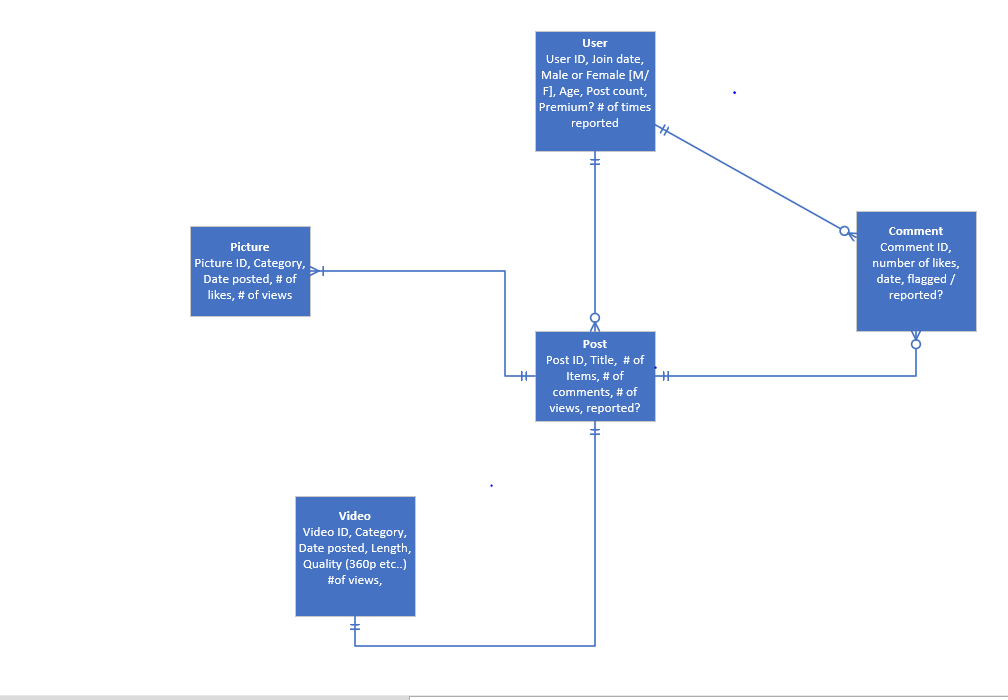 User
User ID, Join date,
Male or Female [M/
F], Age, Post count,
Premium? # of times
reported
Picture
Picture ID, Category,
Date posted, # of
likes, # of views
Comment
Comment ID,
number of likes,
date, flagged /
reported?
Post
Post ID, Title, # of
Items, # of
comments, # of
views, reported?
Video
Video ID, Category,
Date posted, Length,
Quality (360p etc..)
#of views,